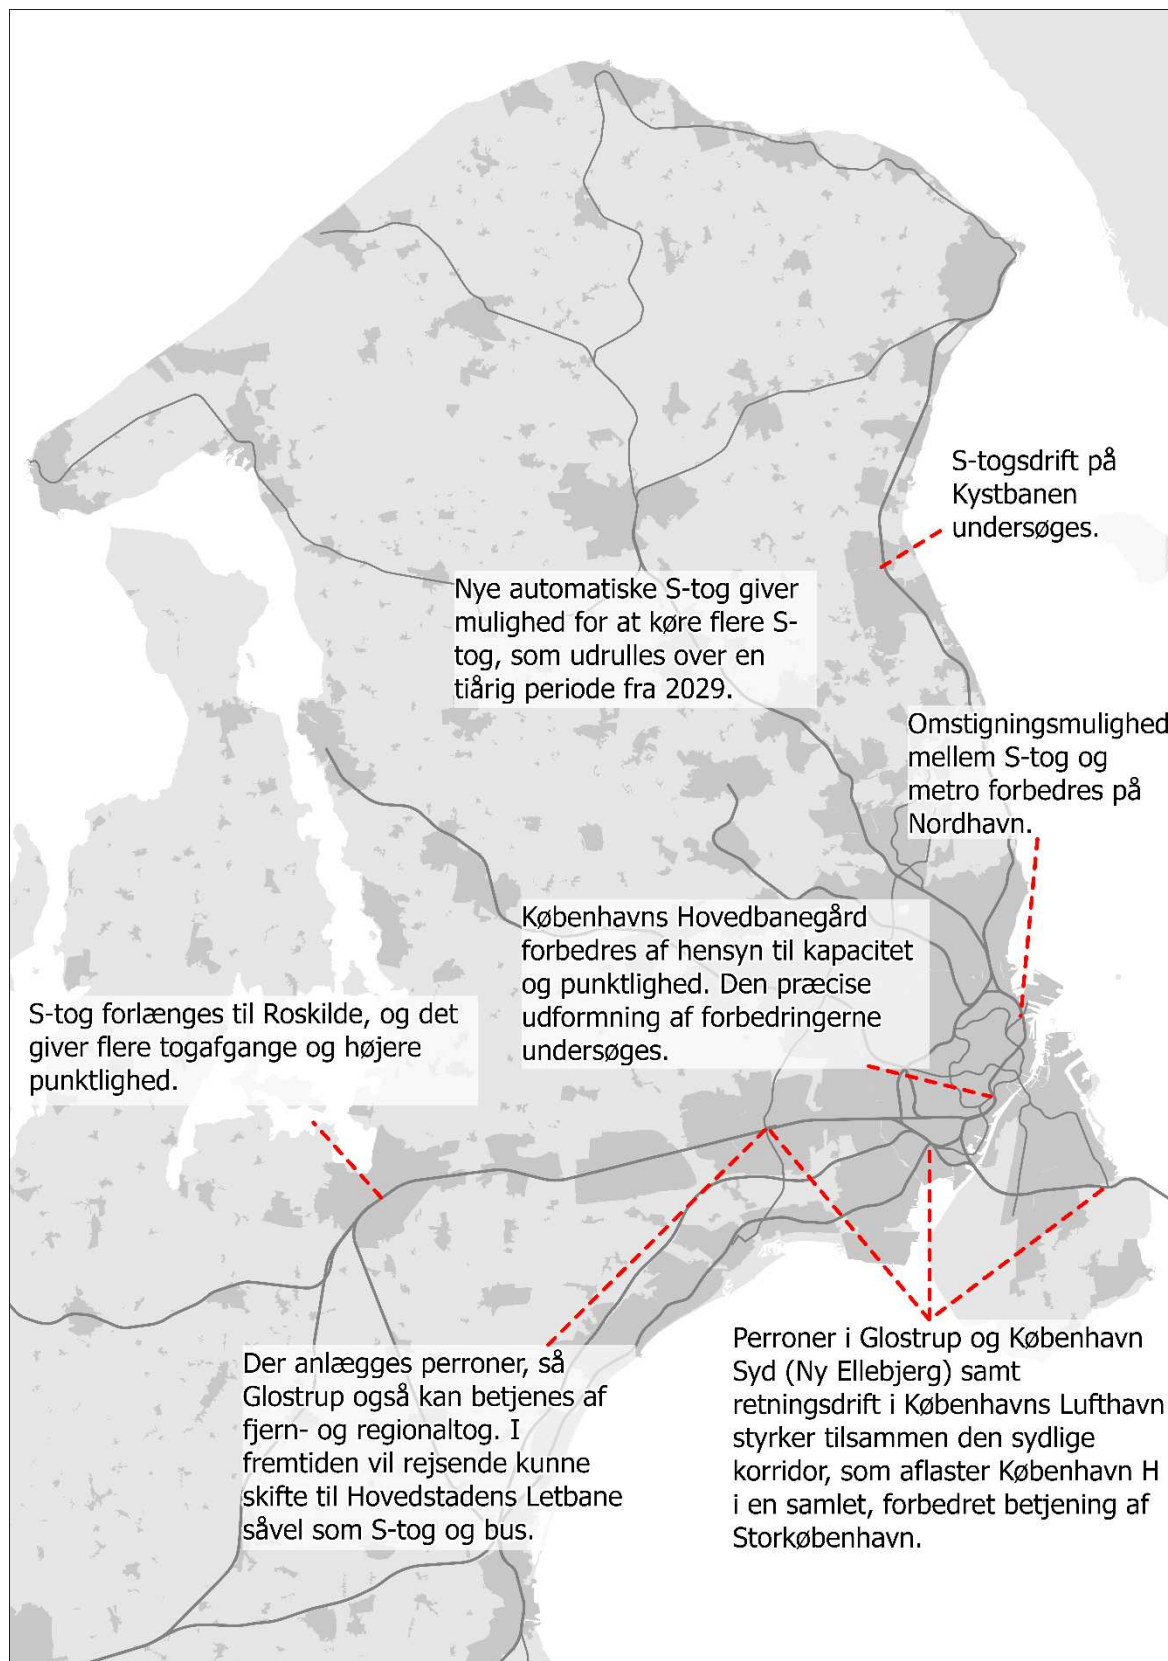 S-togsdrift på
Kystbanen
undersøges.
Nye automatiske S-tog giver
mulighed for at køre flere S-
tog, som udrulles over en
tiårig periode fra 2029.
Omstigningsmulighed
mellem S-tog og
metro forbedres på
Nordhavn.
Københavns Hovedbanegård
forbedres af hensyn til kapacitet
og punktlighed. Den præcise
udformning af forbedringerne
undersøges.
S-tog forlænges til Roskilde, og det
giver flere togafgange og højere
punktlighed.
Der anlægges perroner, så
Glostrup også kan betjenes af
fjern- og regionaltog. I
fremtiden vil rejsende kunne
skifte til Hovedstadens Letbane
såvel som S-tog og bus.
Perroner i Glostrup og København
Syd (Ny Ellebjerg) samt
retningsdrift i Københavns Lufthavn
styrker tilsammen den sydlige
korridor, som aflaster København H
i en samlet, forbedret betjening af
Storkøbenhavn.